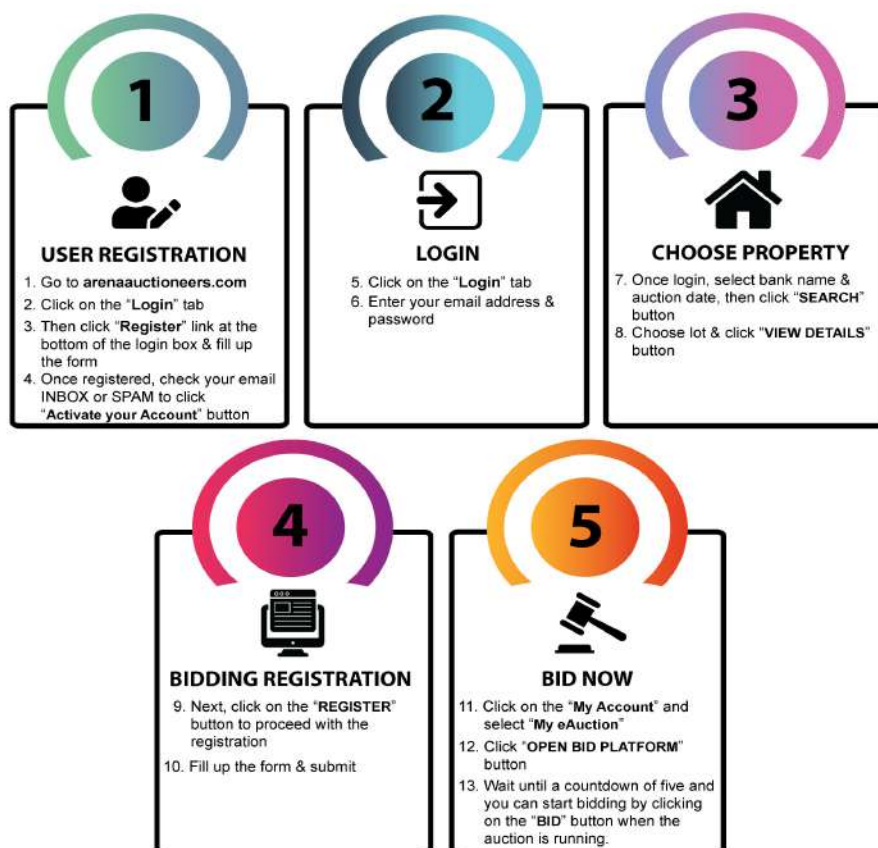 1
USER REGISTRATION
1. Go to arenaauctioneers.com
2. Click on the “Login” tab
3. Then click “Register” link at the
bottom of the login box & fill up
the form
4. Once registered, check your email
INBOX or SPAM to click
“Activate your Account” button
2
LOGIN
5. Click on the “Login” tab
6. Enter your email address &
password
3
CHOOSE PROPERTY
7. Once login, select bank name &
auction date, then click “SEARCH”
button
8. Choose lot & click “VIEW DETAILS”
button
4
BIDDING REGISTRATION
9. Next, click on the “REGISTER”
button to proceed with the
registration
10. Fill up the form & submit
5
BID NOW
11. Click on the “My Account” and
select “My eAuction”
12. Click “OPEN BID PLATFORM”
button
13. Wait until a countdown of five and
you can start bidding by clicking
on the “BID” button when the
auction is running.